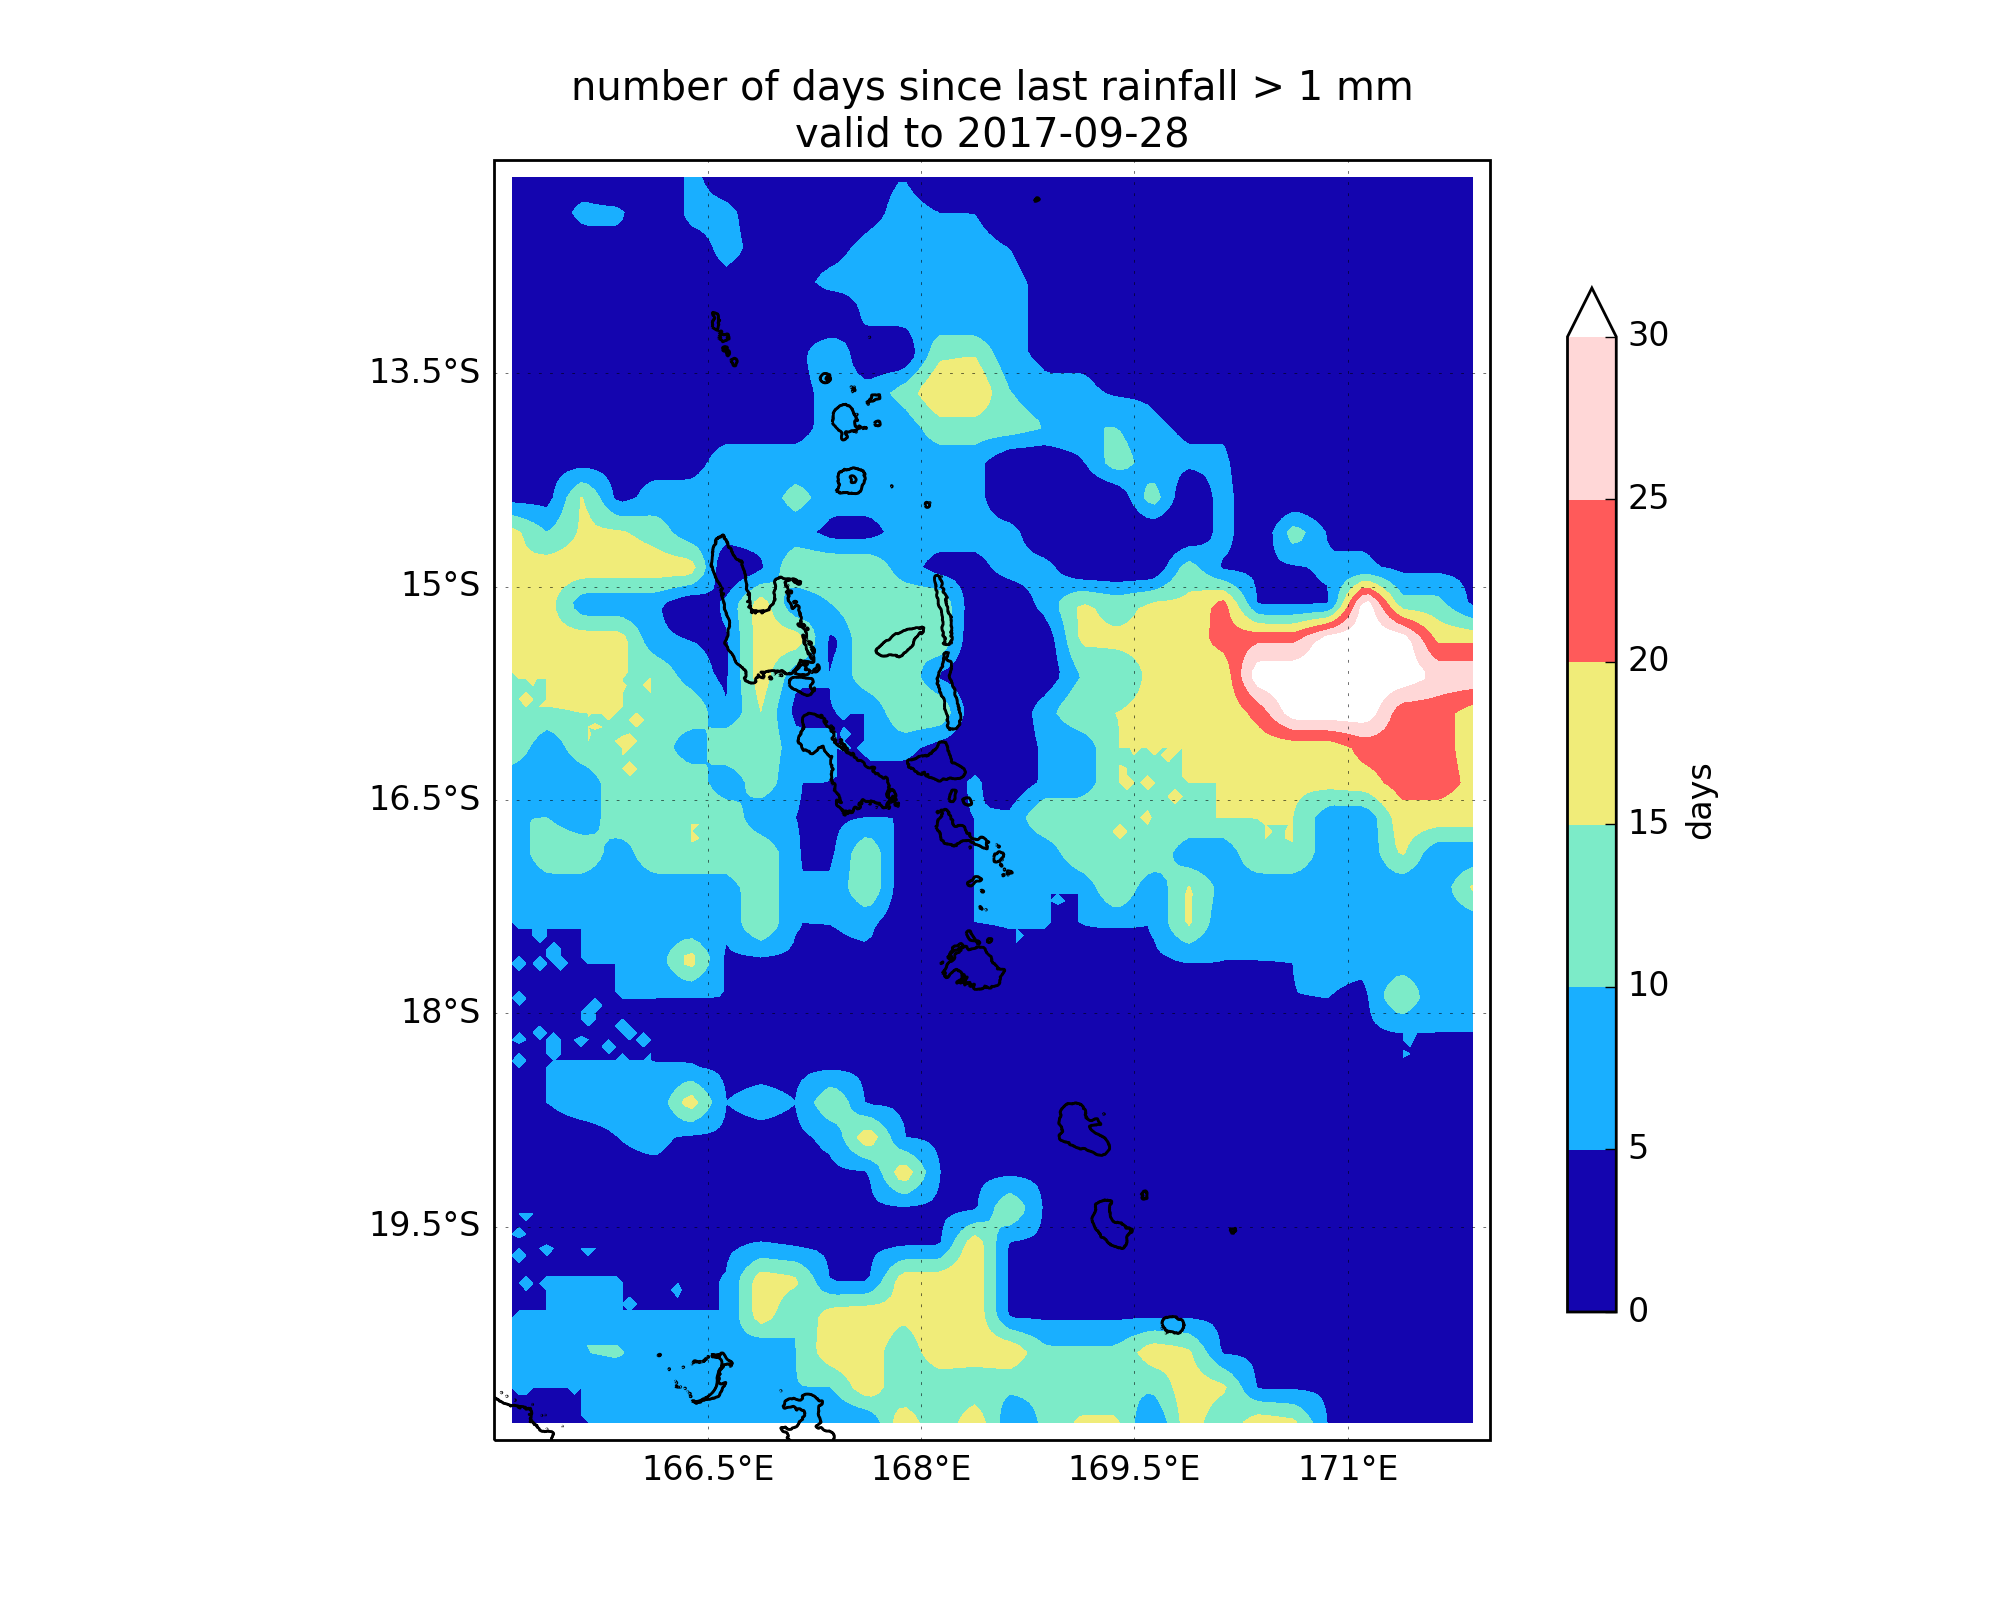 number of days since last rainfall > 1 mm
valid to 2017-09-28
13.5°S
15°S
16.5°S
18°S
19.5°S
166.5°E
168°E
169.5°E
171°E
30
25
20
15
10
5
0
days